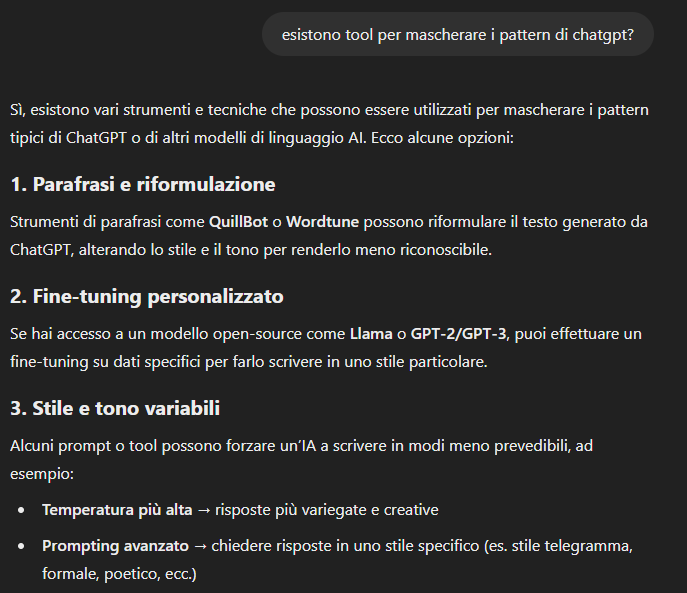 esistono tool per mascherare i pattern di chatgpt?
Sì, esistono vari strumenti e tecniche che possono essere utilizzati per mascherare i pattern
tipici di ChatGPT o di altri modelli di linguaggio AI. Ecco alcune opzioni:
1. Parafrasi e riformulazione
Strumenti di parafrasi come QuillBot o Wordtune possono riformulare il testo generato da
ChatGPT, alterando lo stile e il tono per renderlo meno riconoscibile.
2. Fine-tuning personalizzato
Se hai accesso a un modello open-source come Llama o GPT-2/GPT-3, puoi effettuare un
fine-tuning su dati specifici per farlo scrivere in uno stile particolare.
3. Stile e tono variabili
Alcuni prompt o tool possono forzare un’IA a scrivere in modi meno prevedibili, ad
esempio:
• Temperatura più alta → risposte più variegate e creative
• Prompting avanzato → chiedere risposte in uno stile specifico (es. stile telegramma,
formale, poetico, ecc.)